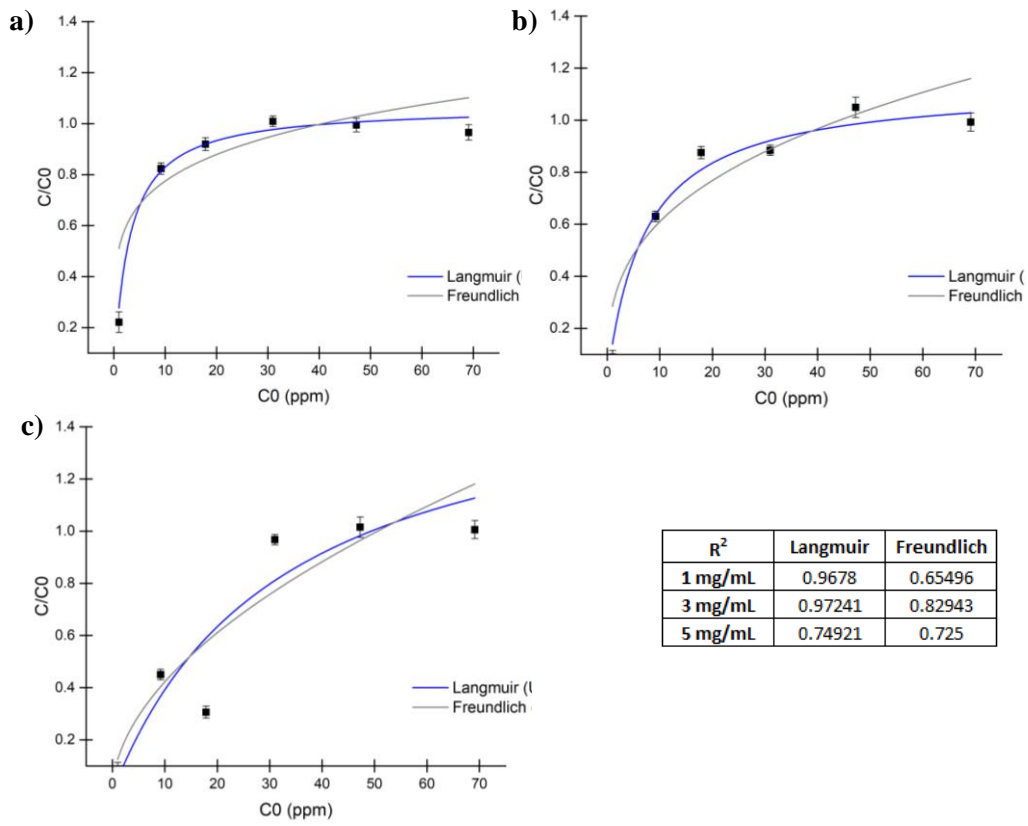 a)
1.4
1.2
1.0
0.8
0.6
0.4
0.2
C/C0
0 10 20 30 40 50 60 70
C0 (ppm)
Langmuir (
Freundlich
b)
1.4
1.2
1.0
0.8
0.6
0.4
0.2
C/C0
0 10 20 30 40 50 60 70
C0 (ppm)
Langmuir (
Freundlich
c)
1.4
1.2
1.0
0.8
0.6
0.4
0.2
C/C0
0 10 20 30 40 50 60 70
C0 (ppm)
Langmuir (
Freundlich
R² Langmuir Freundlich
1 mg/mL 0.9678 0.65496
3 mg/mL 0.97241 0.82943
5 mg/mL 0.74921 0.725